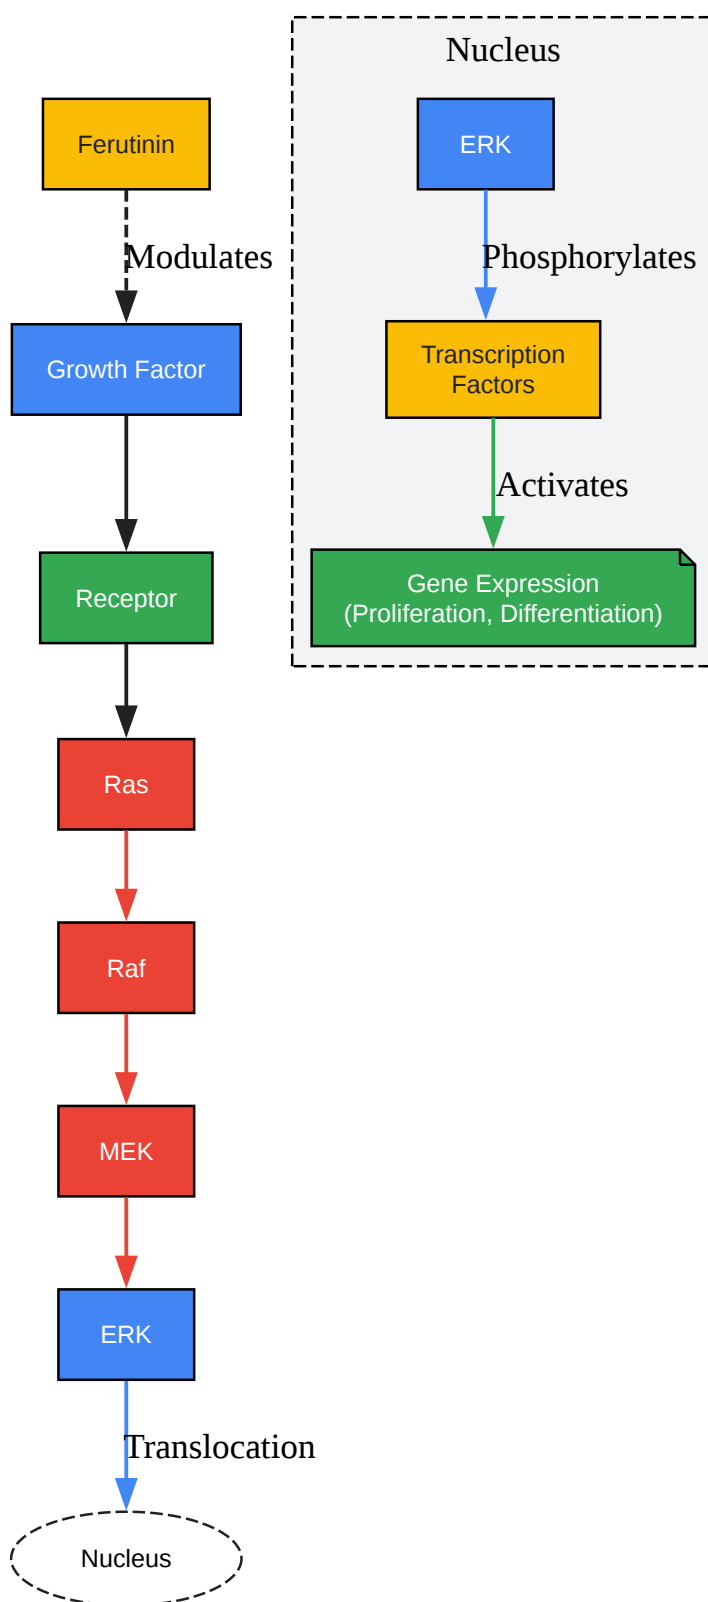 Ferutinin
Modulates
Growth Factor
Receptor
Ras
Raf
MEK
ERK
Translocation
Nucleus
Nucleus
ERK
Phosphorylates
Transcription
Factors
Activates
Gene Expression
(Proliferation, Differentiation)